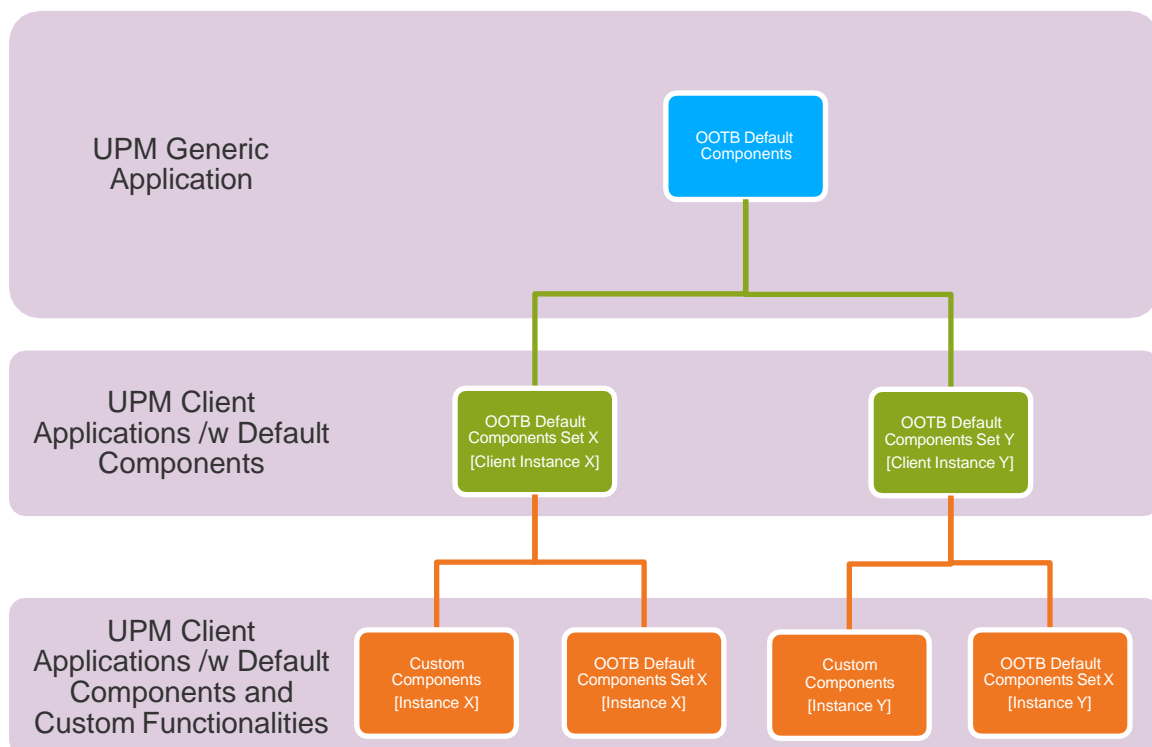 UPM Generic
Application
OOTB Default
Components
UPM Client
Applications /w Default
Components
OOTB Default
Components Set X
[Client Instance X]
OOTB Default
Components Set Y
[Client Instance Y]
UPM Client
Applications /w Default
Components and
Custom Functionalities
Custom
Components
[Instance X]
OOTB Default
Components Set X
[Instance X]
Custom
Components
[Instance Y]
OOTB Default
Components Set X
[Instance Y]